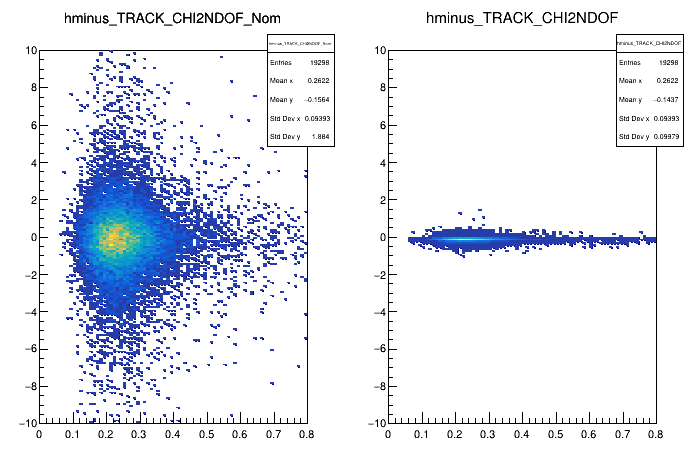 hminus_TRACK_CHI2NDOF_Nom
hminus_TRACK_CHI2NDOF_Nom
Entries 19298
Mean x 0.2622
Mean y −0.1564
Std Dev x 0.09393
Std Dev y 1.884
10
8
6
4
2
0
−2
−4
−6
−8
−10
0 0.1 0.2 0.3 0.4 0.5 0.6 0.7 0.8
hminus_TRACK_CHI2NDOF
hminus_TRACK_CHI2NDOF
Entries 19298
Mean x 0.2622
Mean y −0.1437
Std Dev x 0.09393
Std Dev y 0.09979
10
8
6
4
2
0
−2
−4
−6
−8
−10
0 0.1 0.2 0.3 0.4 0.5 0.6 0.7 0.8